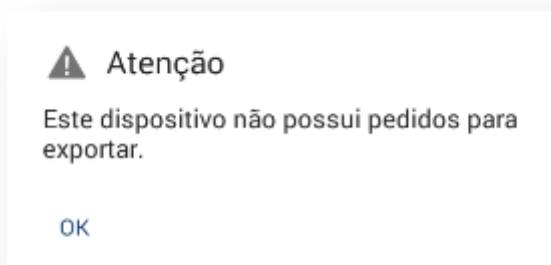 Atenção
Este dispositivo não possui pedidos para
exportar.
OK